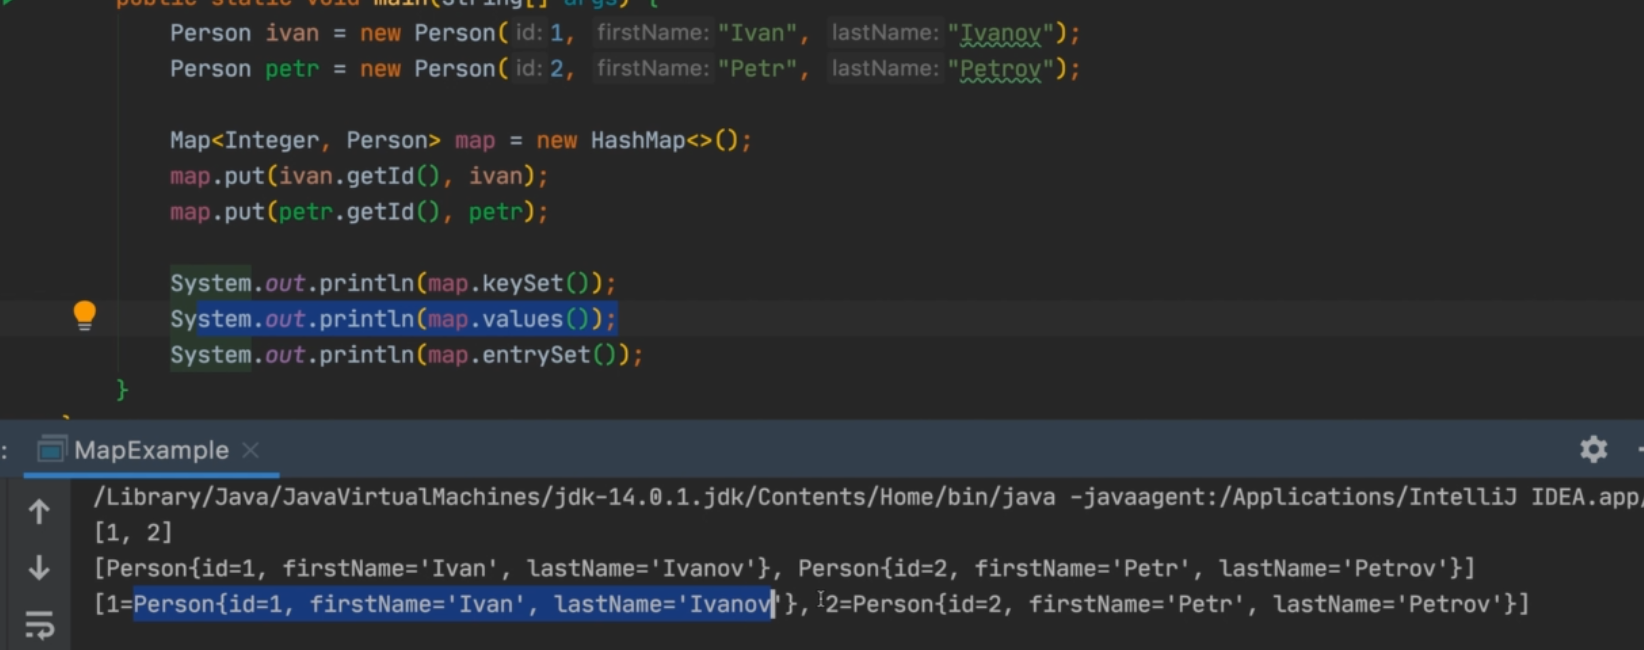 public static void main(String[] args) {
Person ivan = new Person( id: 1, firstName: "Ivan", lastName: "Ivanov");
Person petr = new Person( id: 2, firstName: "Petr", lastName: "Petrov");
Map<Integer, Person> map = new HashMap<>();
map.put(ivan.getId(), ivan);
map.put(petr.getId(), petr);
System.out.println(map.keySet());
System.out.println(map.values());
System.out.println(map.entrySet());
}
}
: MapExample
/Library/Java/JavaVirtualMachines/jdk-14.0.1.jdk/Contents/Home/bin/java -javaagent:/Applications/IntelliJ IDEA.app/
[1, 2]
[Person{id=1, firstName='Ivan', lastName='Ivanov'}, Person{id=2, firstName='Petr', lastName='Petrov'}]
[1=Person{id=1, firstName='Ivan', lastName='Ivanov'}, 2=Person{id=2, firstName='Petr', lastName='Petrov'}]